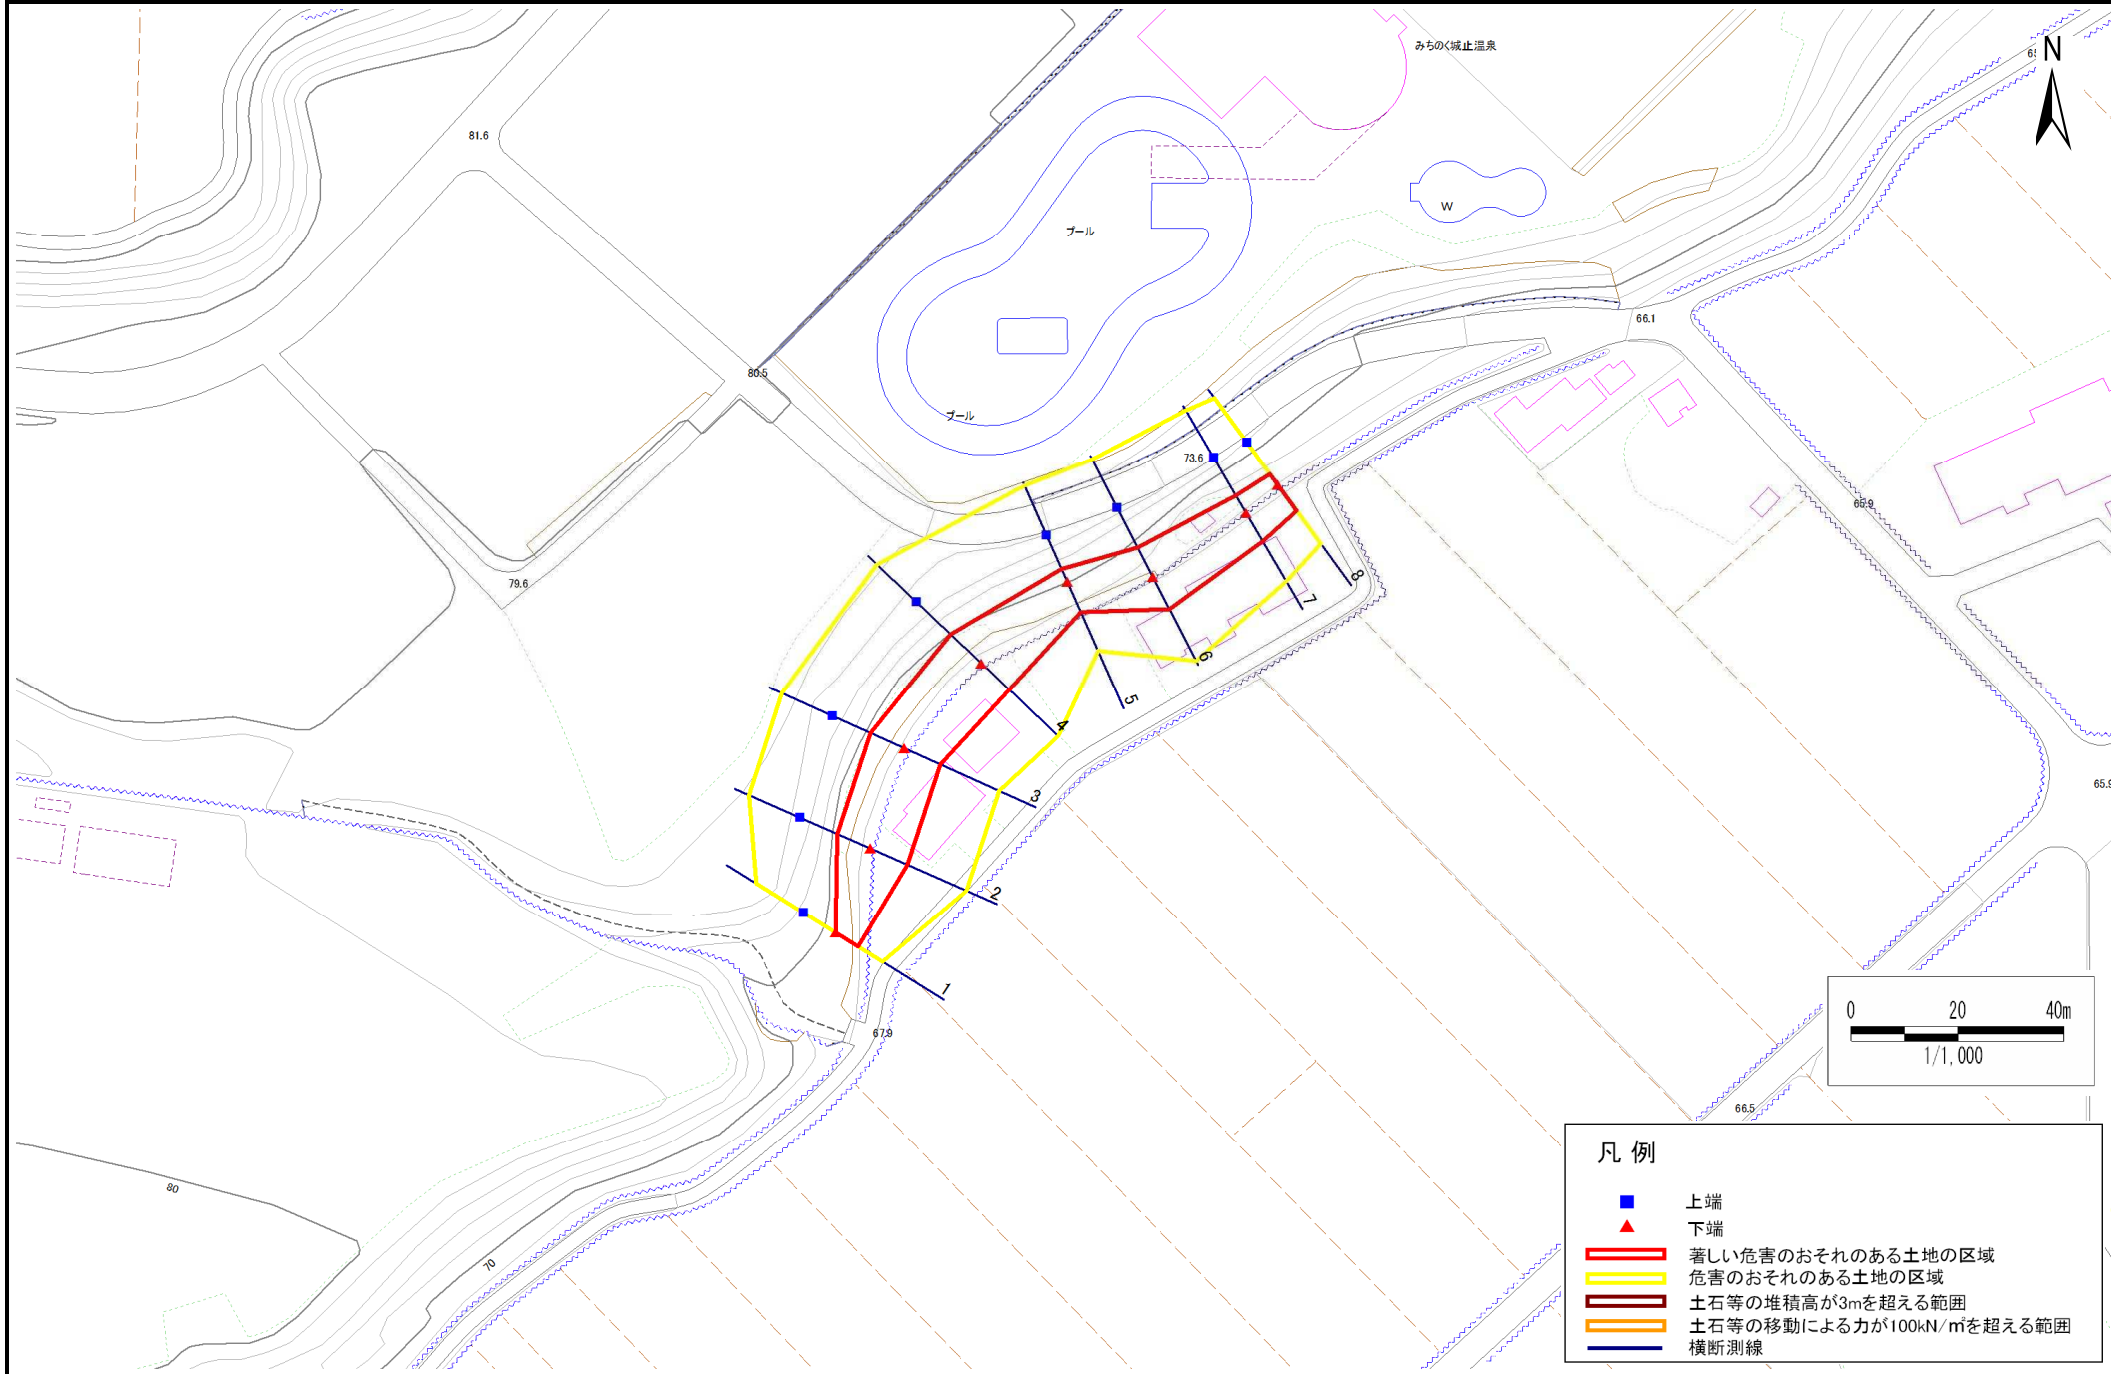 みちのく城止温泉
N
81.6
プール
W
66.1
80.5
プール
73.6
65.9
79.6
8
7
6
5
4
3
2
1
65.9
67.9
0 20 40m
1/1,000
66.5
80
70
凡 例
上端
下端
著しい危害のおそれのある土地の区域
危害のおそれのある土地の区域
土石等の堆積高が3mを超える範囲
土石等の移動による力が100kN/㎡を超える範囲
横断測線